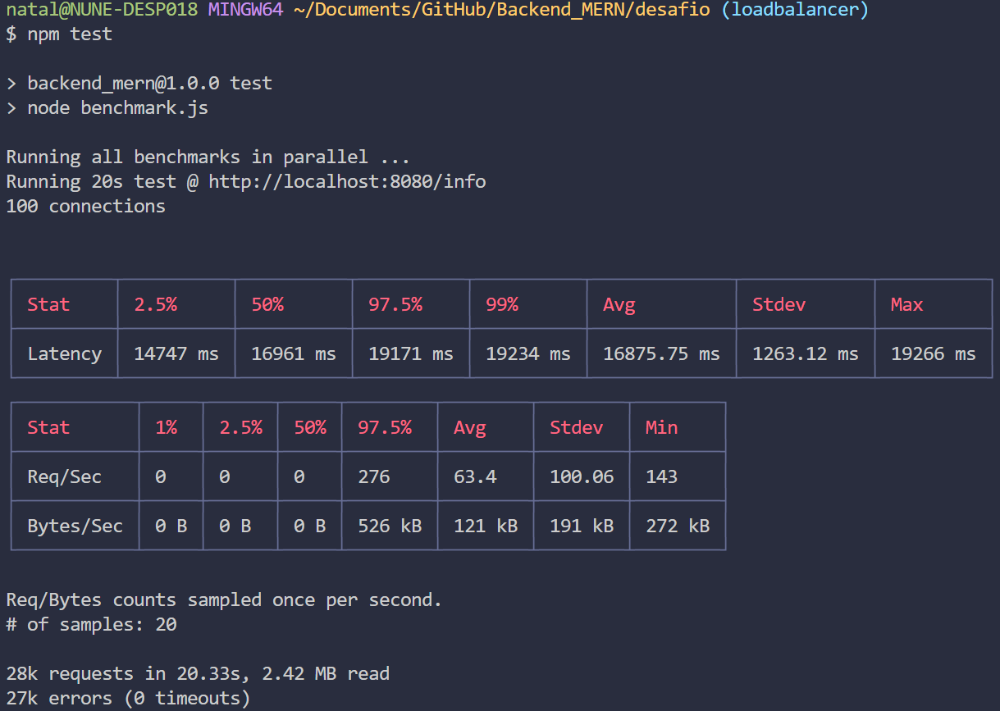 natal@NUNE-DESP018 MINGW64 ~/Documents/GitHub/Backend_MERN/desafio (loadbalancer)
$ npm test
> backend_mern@1.0.0 test
> node benchmark.js
Running all benchmarks in parallel ...
Running 20s test @ http://localhost:8080/info
100 connections
Stat 2.5% 50% 97.5% 99% Avg Stdev Max
Latency 14747 ms 16961 ms 19171 ms 19234 ms 16875.75 ms 1263.12 ms 19266 ms
Stat 1% 2.5% 50% 97.5% Avg Stdev Min
Req/Sec 0 0 0 276 63.4 100.06 143
Bytes/Sec 0 B 0 B 0 B 526 kB 121 kB 191 kB 272 kB
Req/Bytes counts sampled once per second.
# of samples: 20
28k requests in 20.33s, 2.42 MB read
27k errors (0 timeouts)